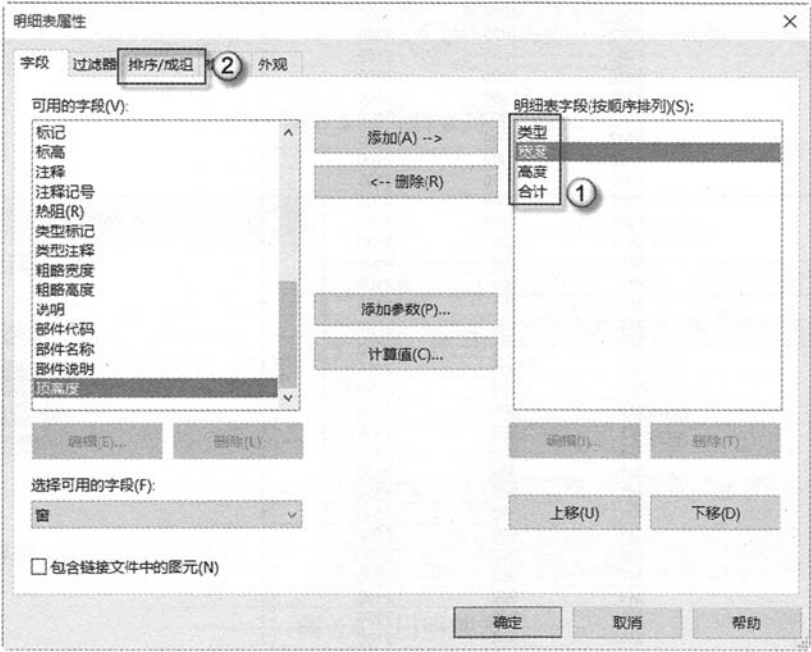 明细表属性
字段 过滤器 排序/成组 ② 外观
可用的字段(V):
标记
标高
注释
注释记号
热阻(R)
类型标记
类型注释
粗略宽度
粗略高度
说明
部件代码
部件名称
部件说明
顶高度
编辑(E)...
删除(L)
选择可用的字段(F):
窗
包含链接文件中的图元(N)
添加(A) -->
<-- 删除(R)
添加参数(P)...
计算值(C)...
明细表字段(按顺序排列)(S):
类型
宽度
高度
合计
①
编辑(I)...
删除(T)
上移(U)
下移(D)
确定
取消
帮助